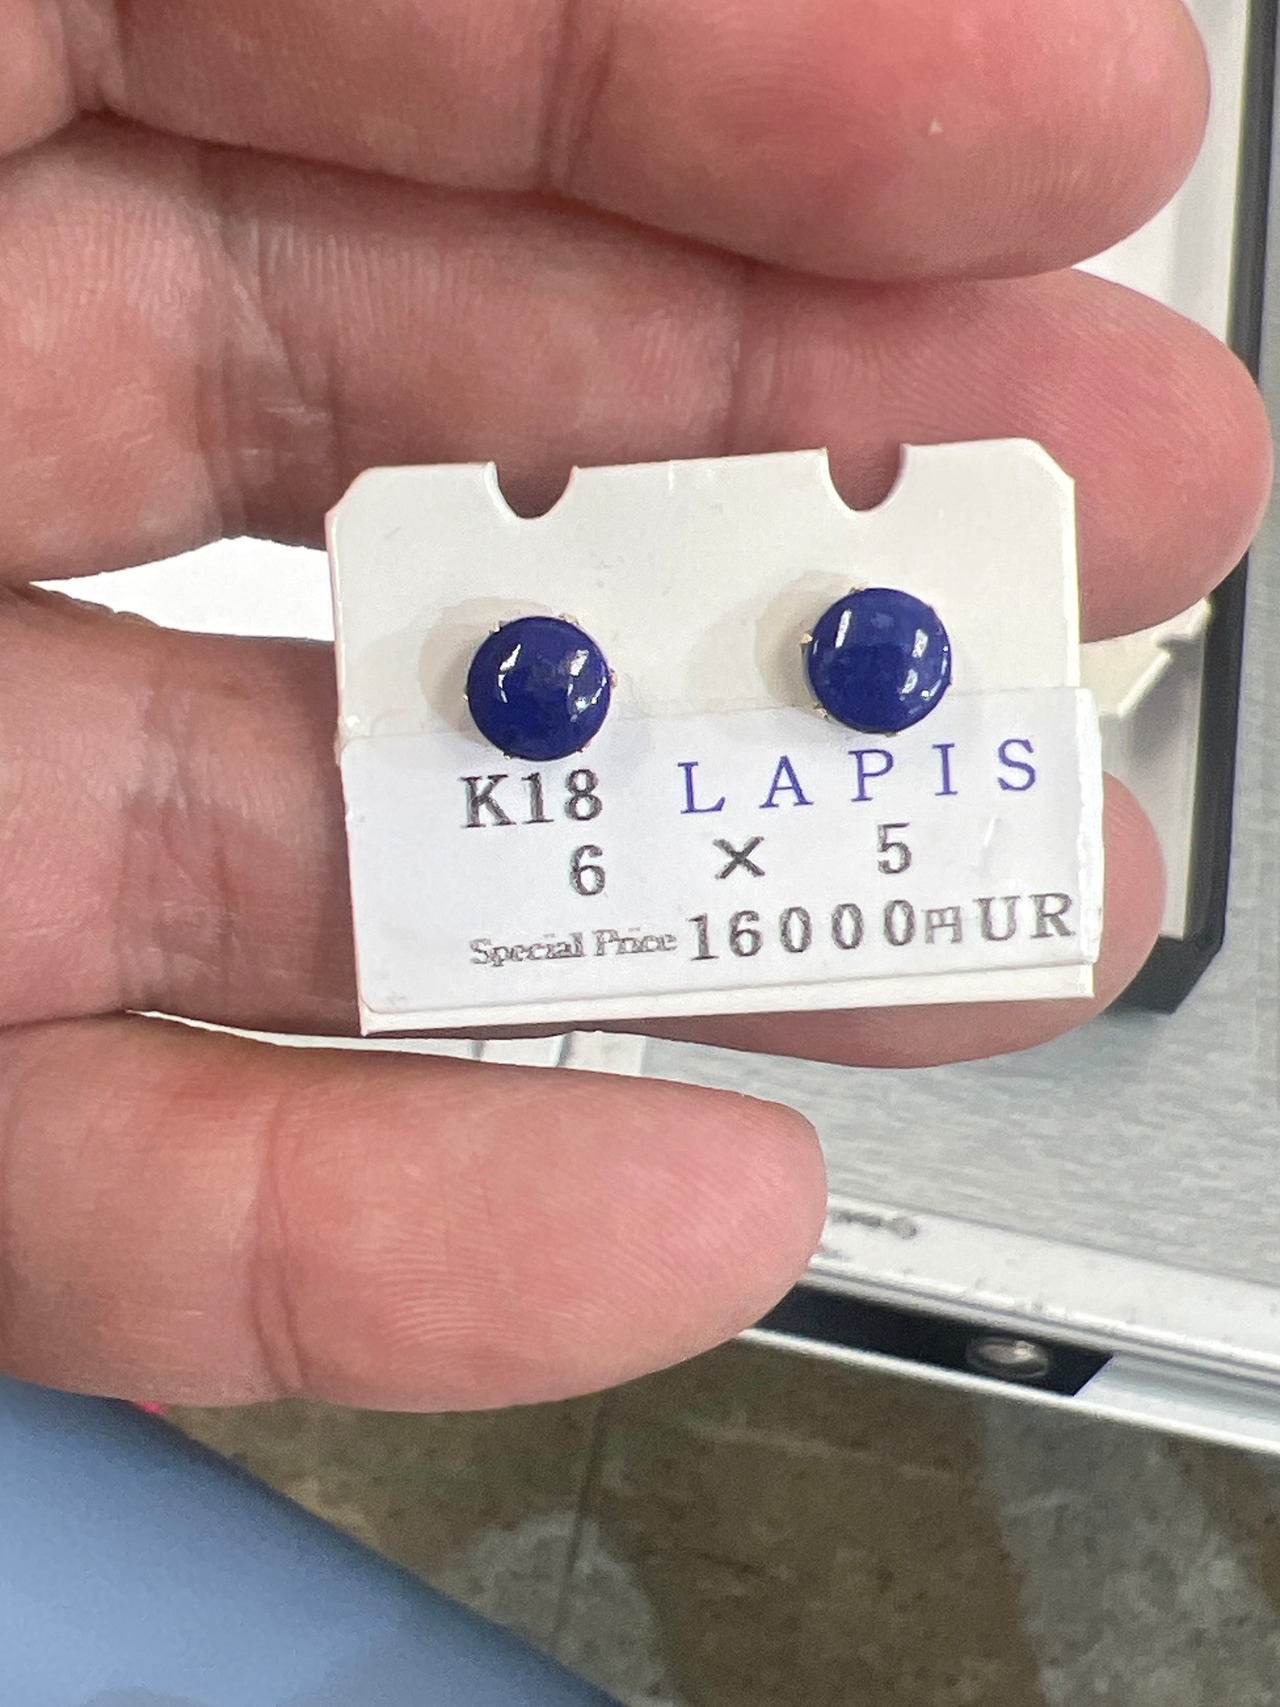 K18 LAPIS
6 × 5
Special Price 16000円UR